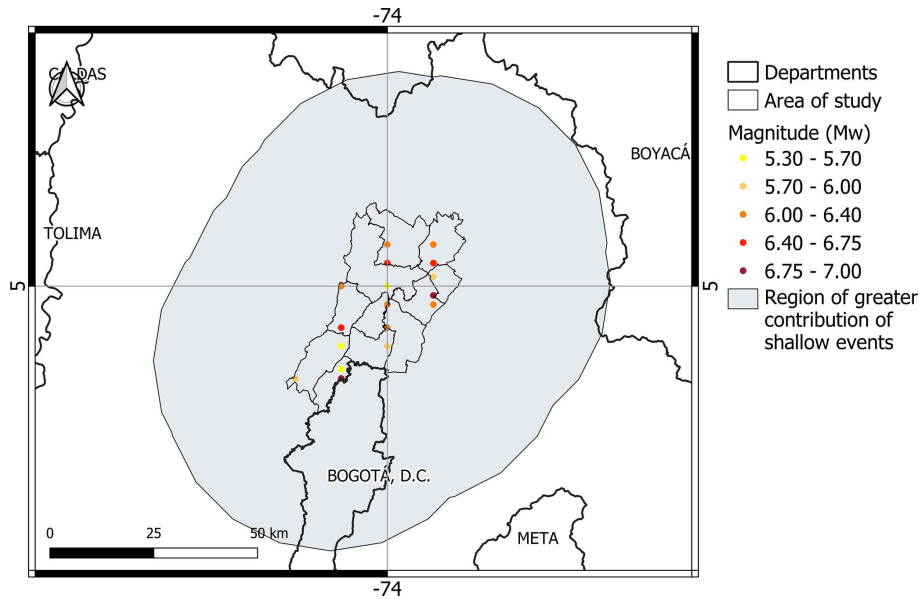 -74
Departments
Area of study
Magnitude (Mw)
5.30 - 5.70
5.70 - 6.00
6.00 - 6.40
6.40 - 6.75
6.75 - 7.00
Region of greater
contribution of
shallow events
BOYACÁ
TOLIMA
5
5
BOGOTÁ, D.C.
META
0 25 50 km
-74